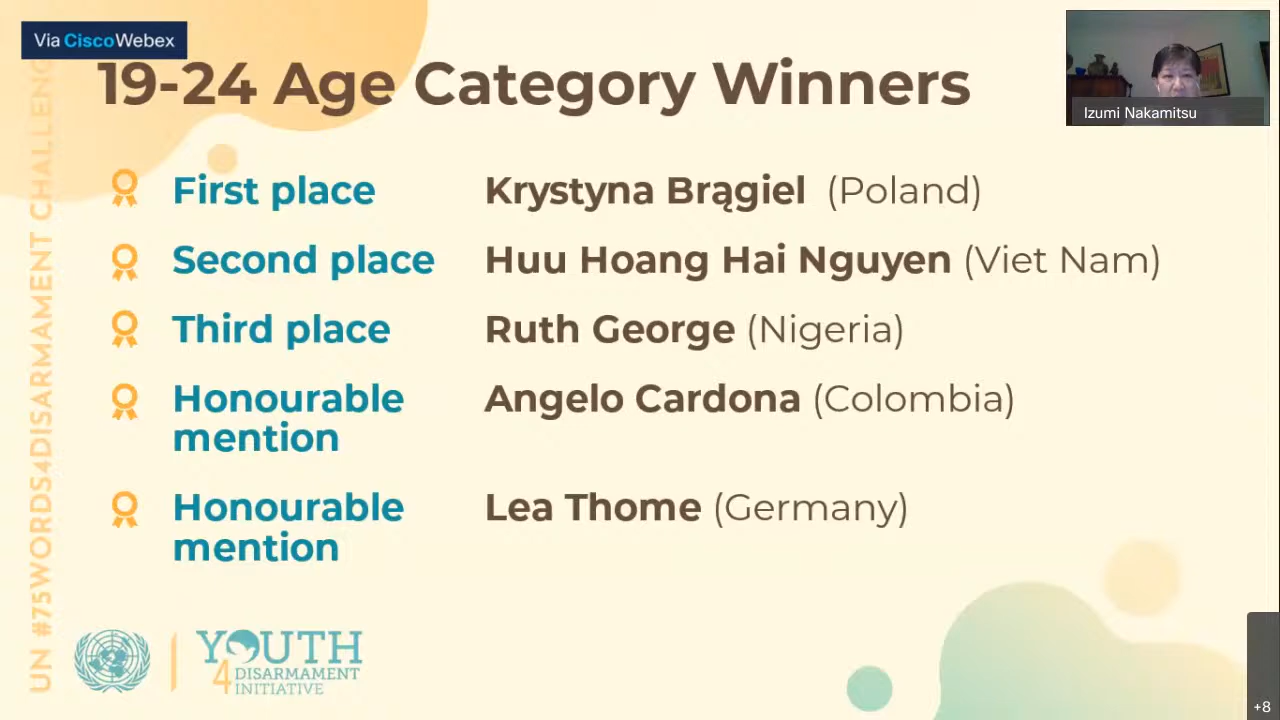 Via CiscoWebex
19-24 Age Category Winners
Izumi Nakamitsu
First place Krystyna Brągiel (Poland)
Second place Huu Hoang Hai Nguyen (Viet Nam)
Third place Ruth George (Nigeria)
Honourable Angelo Cardona (Colombia)
mention
Honourable Lea Thome (Germany)
mention
UN #75WORDS4DISARMAMENT CHALLENG
YOUTH
4 DISARMAMENT
INITIATIVE
+8